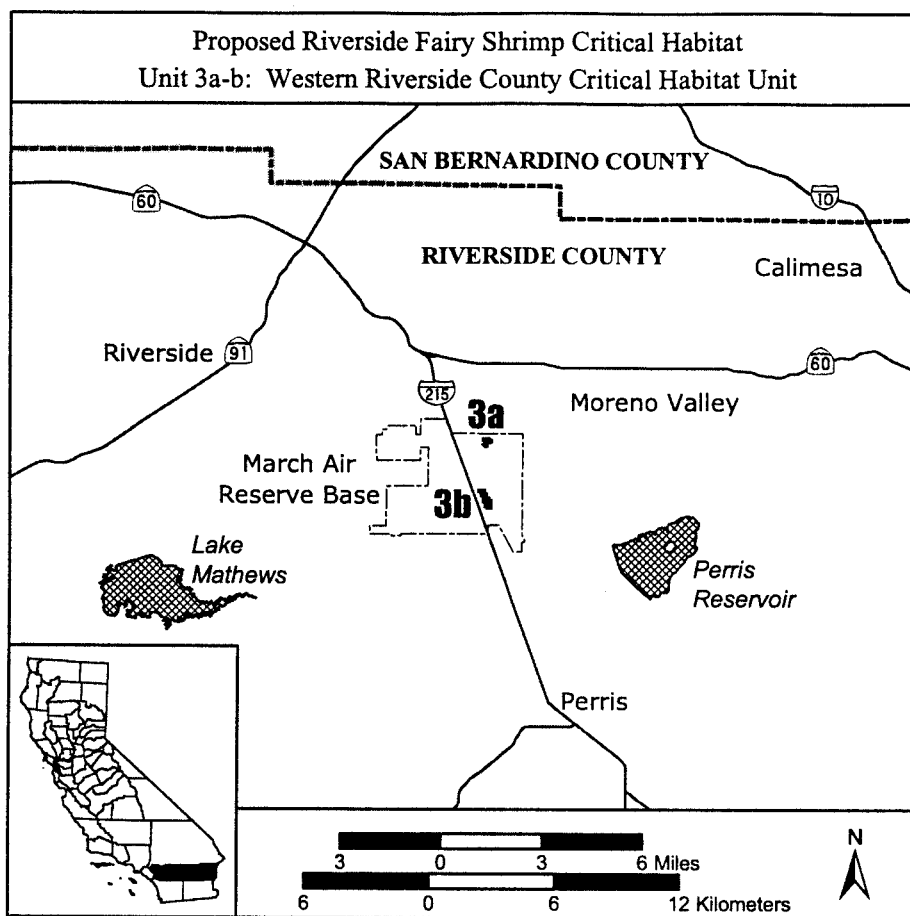 Proposed Riverside Fairy Shrimp Critical Habitat
Unit 3a-b: Western Riverside County Critical Habitat Unit
SAN BERNARDINO COUNTY
60
10
RIVERSIDE COUNTY
Calimesa
Riverside
91
60
215
Moreno Valley
3a
March Air
Reserve Base
3b
Lake
Mathews
Perris
Reservoir
Perris
3 0 3 6 Miles
6 0 6 12 Kilometers
N